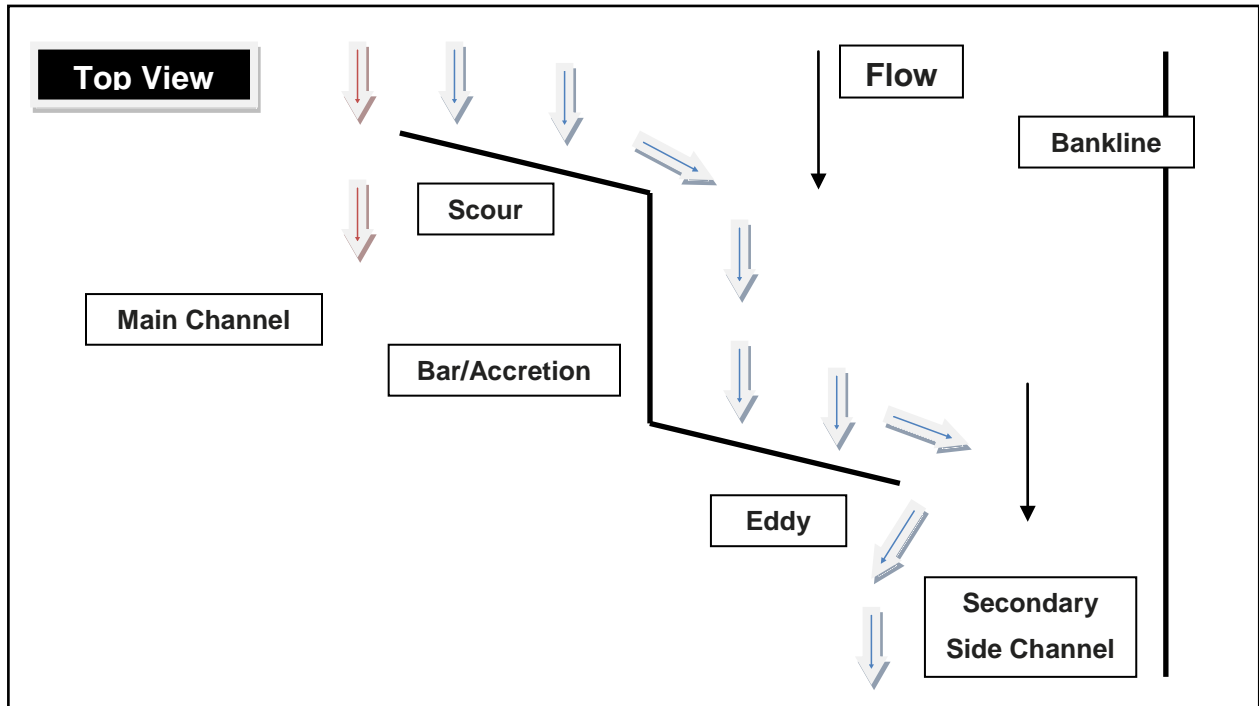 Top View
Flow
Bankline
Scour
Main Channel
Bar/Accretion
Eddy
Secondary
Side Channel